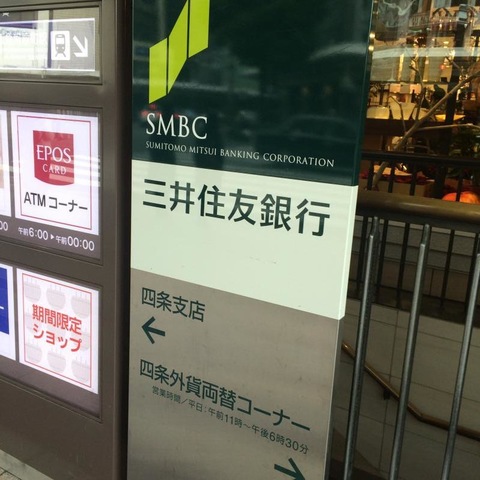 EPOS
CARD
ATMコーナー
午前6:00▶午前00:00
期間限定
ショップ
SMBC
SUMITOMO MITSUI BANKING CORPORATION
三井住友銀行
四条支店
←
四条外貨両替コーナー
営業時間／平日：午前11時～午後6時30分
→